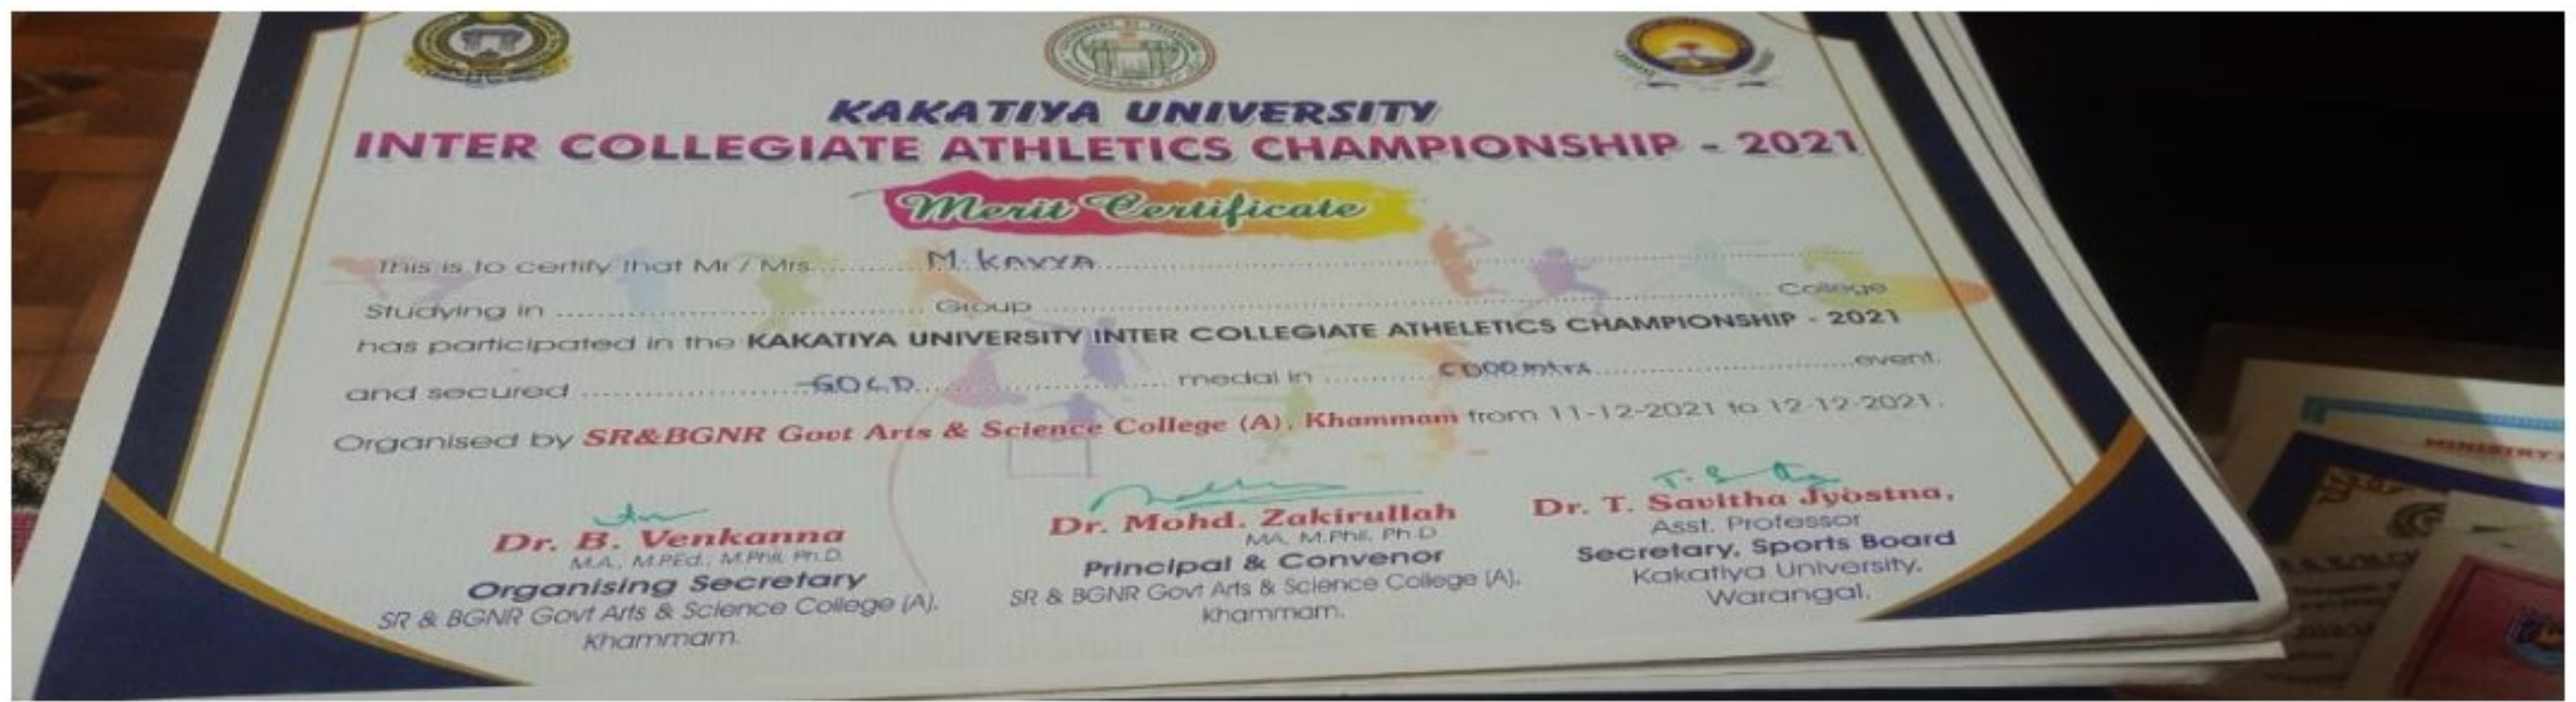 KAKATIYA UNIVERSITY
INTER COLLEGIATE ATHLETICS CHAMPIONSHIP - 2021
Merit Certificate
This is to certify that Mr / Mrs.......... M. KAVYA..........
Studying in .......... Group .......... College
has participated in the KAKATIYA UNIVERSITY INTER COLLEGIATE ATHELETICS CHAMPIONSHIP - 2021
and secured .......... GOLD .......... medal in .......... mtrs .......... event.
Organised by SR&BGNR Govt Arts & Science College (A), Khammam from 11-12-2021 to 12-12-2021.
Dr. B. Venkanna
M.A., M.PEd., M.Phil, Ph.D.
Organising Secretary
SR & BGNR Govt Arts & Science College (A).
Khammam.
Dr. Mohd. Zakirullah
MA, M.Phil, Ph.D
Principal & Convenor
SR & BGNR Govt Arts & Science College (A),
Khammam.
T. S
Dr. T. Savitha Jyostna,
Asst. Professor
Secretary, Sports Board
Kakatiya University,
Warangal.
MINISTRY